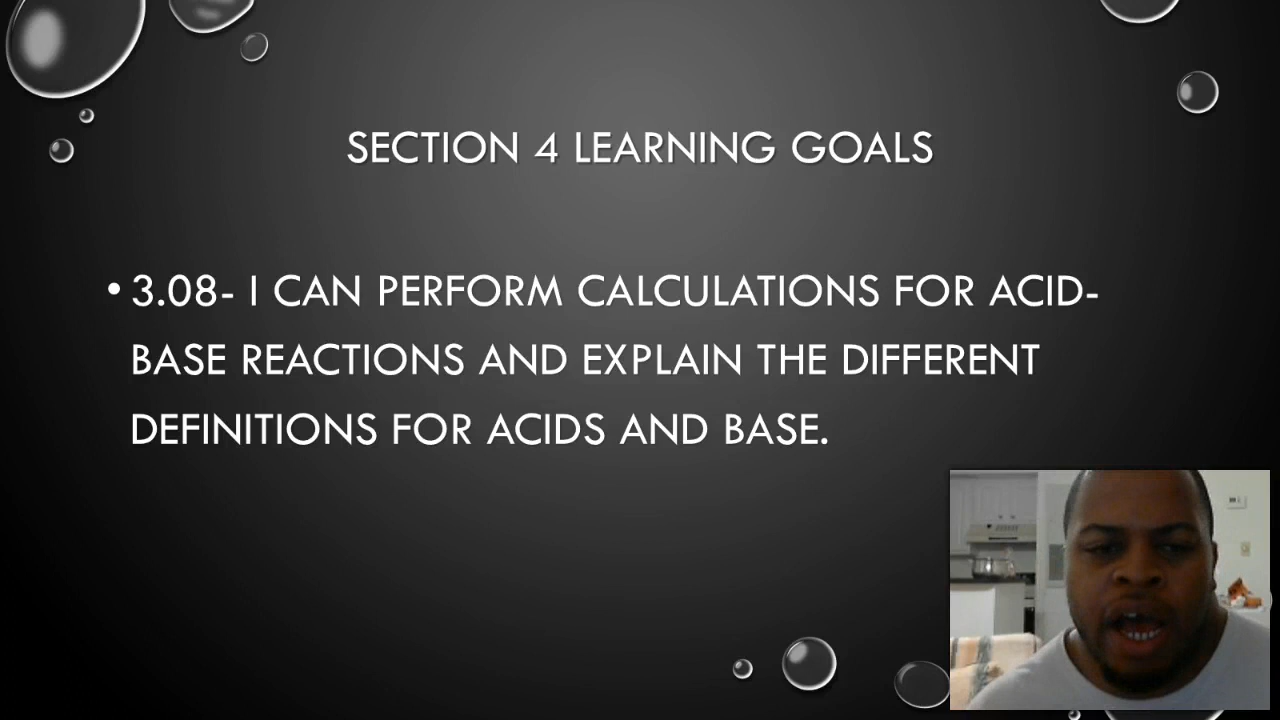 SECTION 4 LEARNING GOALS
• 3.08- I CAN PERFORM CALCULATIONS FOR ACID-
BASE REACTIONS AND EXPLAIN THE DIFFERENT
DEFINITIONS FOR ACIDS AND BASE.